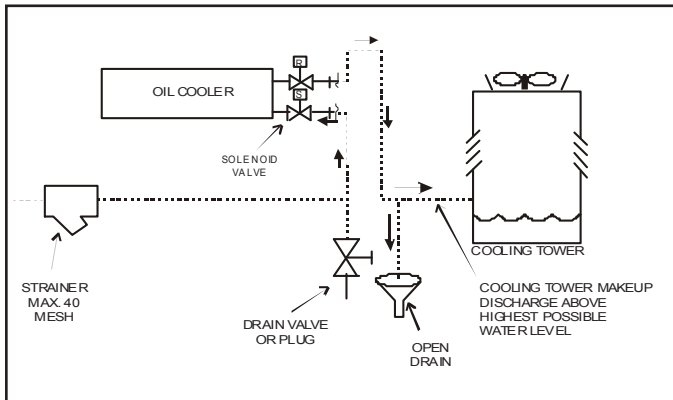 R
OIL COOLER
S
SOLENOID
VALVE
STRAINER
MAX. 40
MESH
DRAIN VALVE
OR PLUG
OPEN
DRAIN
COOLING TOWER
COOLING TOWER MAKEUP
DISCHARGE ABOVE
HIGHEST POSSIBLE
WATER LEVEL